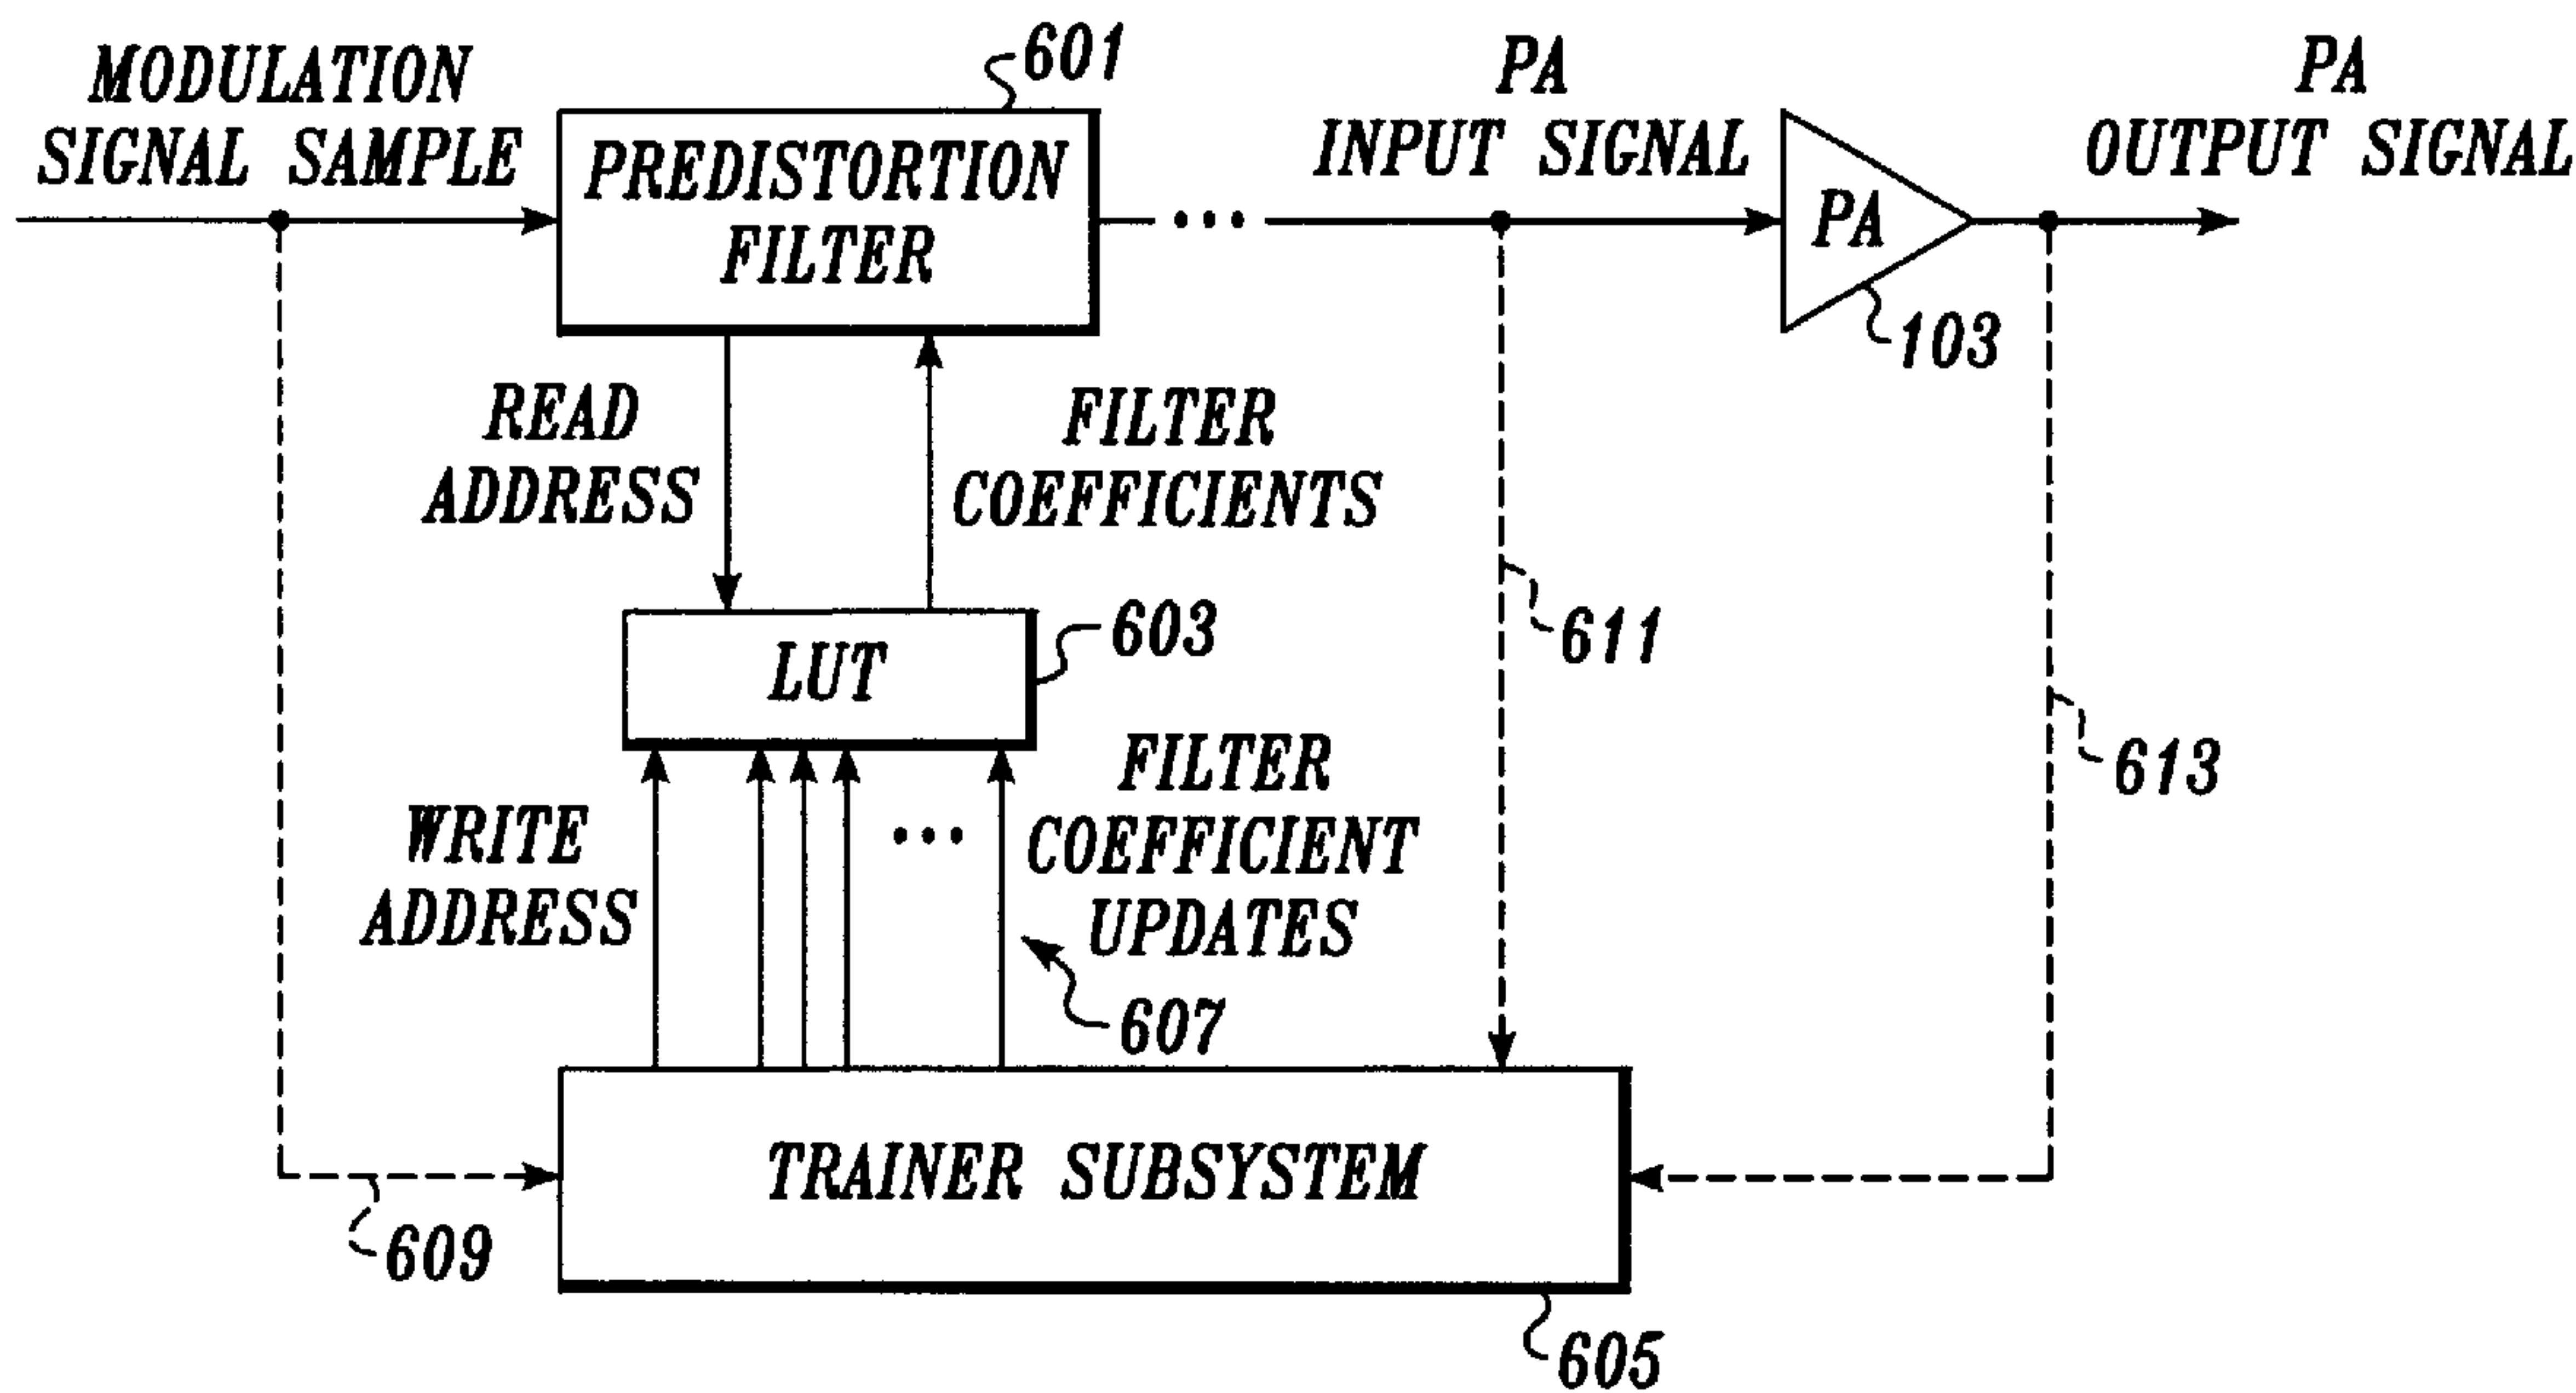 MODULATION
SIGNAL SAMPLE
601
PREDISTORTION
FILTER
...
PA
INPUT SIGNAL
PA
103
PA
OUTPUT SIGNAL
READ
ADDRESS
FILTER
COEFFICIENTS
LUT
603
611
613
WRITE
ADDRESS
...
FILTER
COEFFICIENT
UPDATES
607
609
TRAINER SUBSYSTEM
605